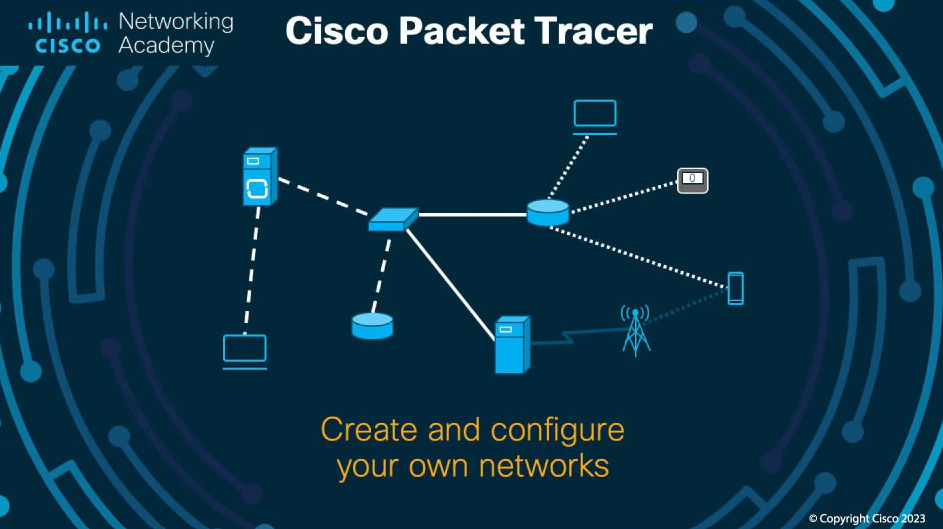 Networking
CISCO Academy
Cisco Packet Tracer
0
Create and configure
your own networks
© Copyright Cisco 2023